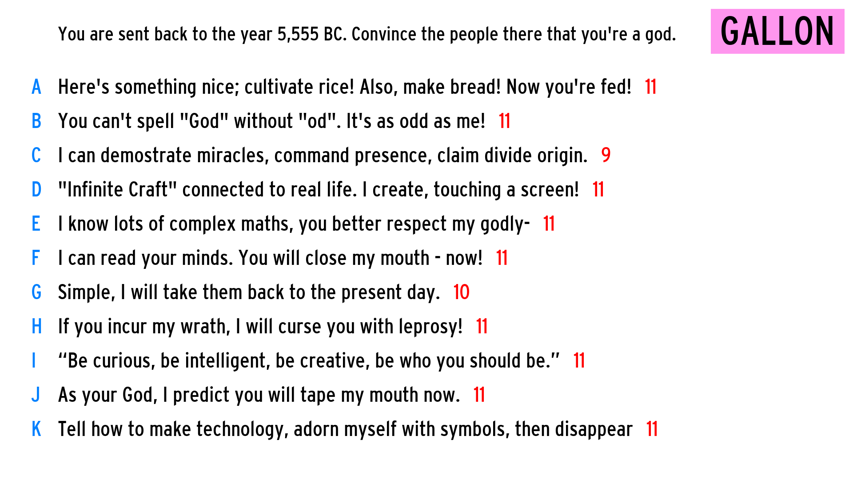 You are sent back to the year 5,555 BC. Convince the people there that you're a god.
GALLON
A Here's something nice; cultivate rice! Also, make bread! Now you're fed! 11
B You can't spell "God" without "od". It's as odd as me! 11
C I can demostrate miracles, command presence, claim divide origin. 9
D "Infinite Craft" connected to real life. I create, touching a screen! 11
E I know lots of complex maths, you better respect my godly- 11
F I can read your minds. You will close my mouth - now! 11
G Simple, I will take them back to the present day. 10
H If you incur my wrath, I will curse you with leprosy! 11
I “Be curious, be intelligent, be creative, be who you should be.” 11
J As your God, I predict you will tape my mouth now. 11
K Tell how to make technology, adorn myself with symbols, then disappear 11